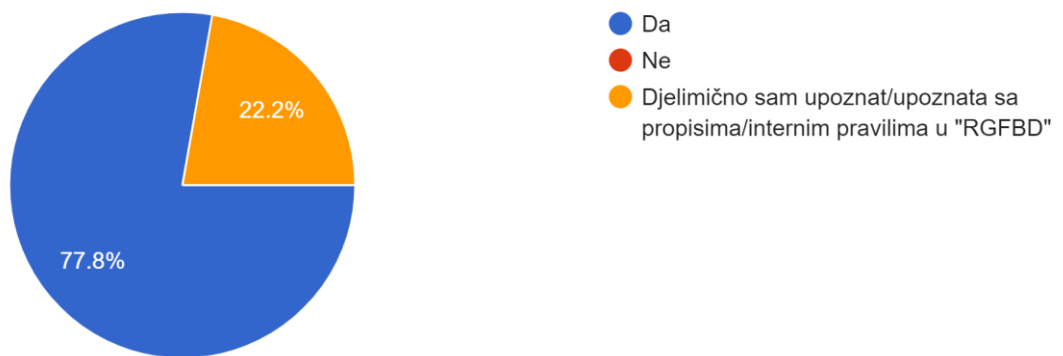 Da
Ne
Djelimično sam upoznat/upoznata sa
propisima/internim pravilima u "RGFBD"
22.2%
77.8%